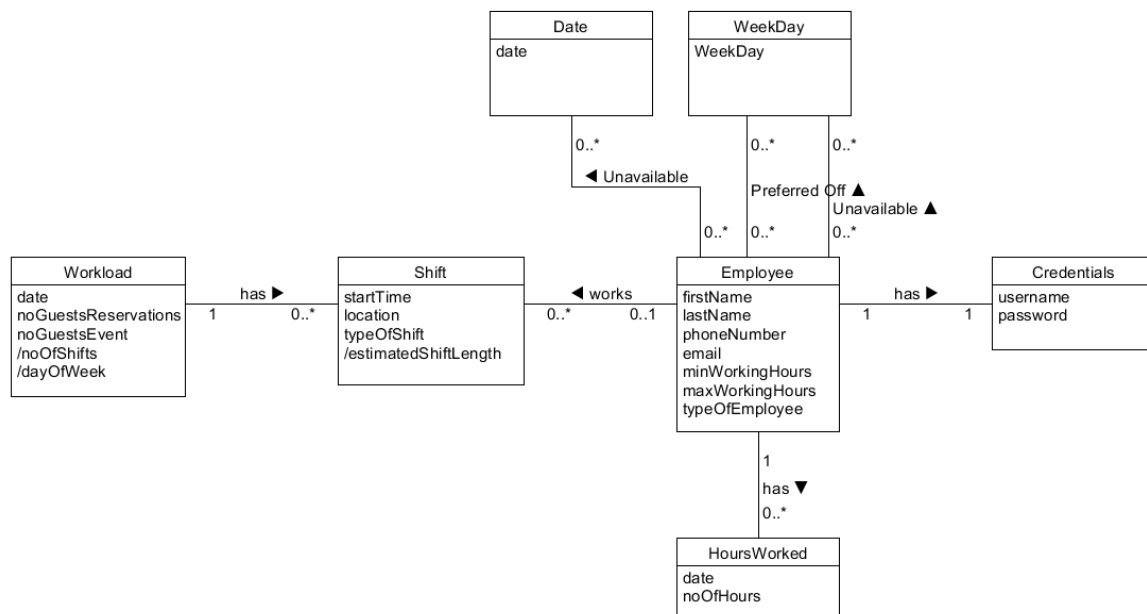 Date
date
WeekDay
WeekDay
0..*
0..*
0..*
◄ Unavailable
Preferred Off ▲
Unavailable ▲
0..*
0..*
0..*
Workload
date
noGuestsReservations
noGuestsEvent
/noOfShifts
/dayOfWeek
has ►
1
0..*
Shift
startTime
location
typeOfShift
/estimatedShiftLength
◄ works
0..*
0..1
Employee
firstName
lastName
phoneNumber
email
minWorkingHours
maxWorkingHours
typeOfEmployee
has ►
1
1
Credentials
username
password
1
has ▼
0..*
HoursWorked
date
noOfHours